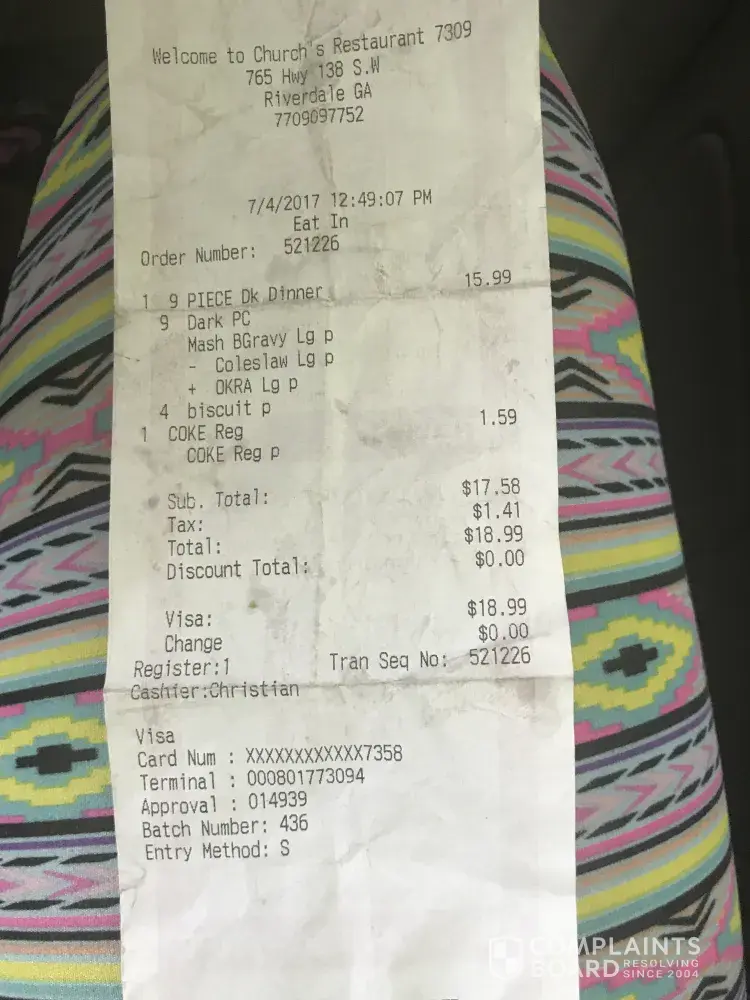 Welcome to Church's Restaurant 7309
765 Hwy 138 S.W
Riverdale GA
7709097752
7/4/2017 12:49:07 PM
Eat In
Order Number: 521226
1 9 PIECE Dk Dinner 15.99
9 Dark PC
Mash BGravy Lg p
- Coleslaw Lg p
+ OKRA Lg p
4 biscuit p
1 COKE Reg 1.59
COKE Reg p
Sub. Total: $17.58
Tax: $1.41
Total: $18.99
Discount Total: $0.00
Visa: $18.99
Change $0.00
Register:1 Tran Seq No: 521226
Cashier:Christian
Visa
Card Num : XXXXXXXXXXXX7358
Terminal : 000801773094
Approval : 014939
Batch Number: 436
Entry Method: S
COMPLAINTS
BOARD RESOLVING
SINCE 2004